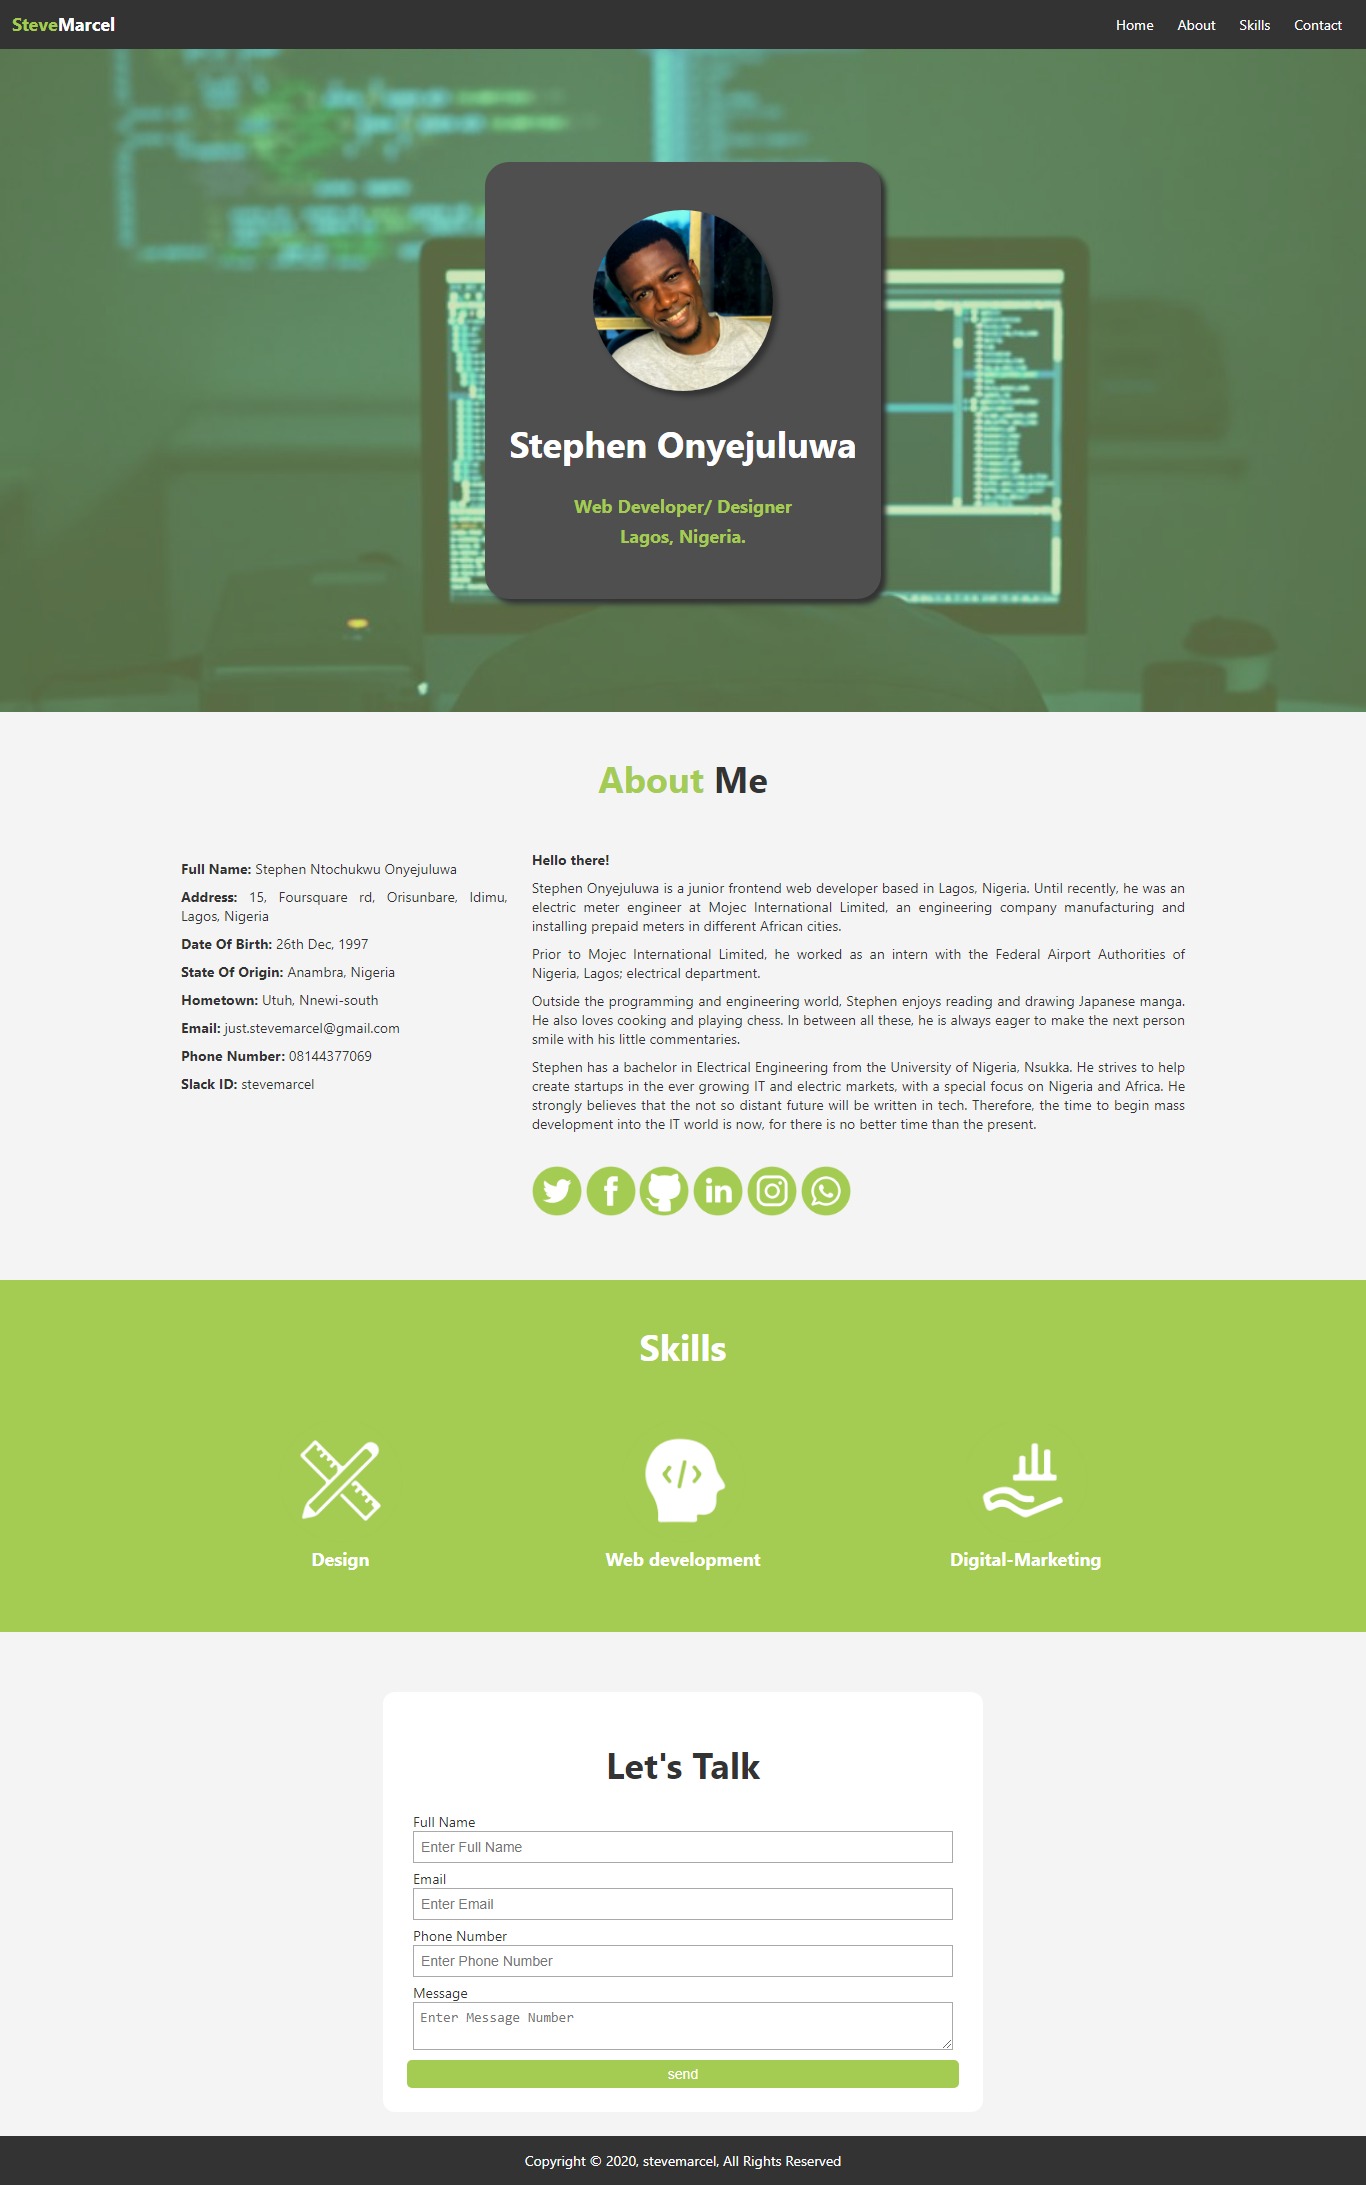 SteveMarcel
Home About Skills Contact
Stephen Onyejuluwa
Web Developer/ Designer
Lagos, Nigeria.
About Me
Full Name: Stephen Ntochukwu Onyejuluwa
Address: 15, Foursquare rd, Orisunbare, Idimu,
Lagos, Nigeria
Date Of Birth: 26th Dec, 1997
State Of Origin: Anambra, Nigeria
Hometown: Utuh, Nnewi-south
Email: just.stevemarcel@gmail.com
Phone Number: 08144377069
Slack ID: stevemarcel
Hello there!
Stephen Onyejuluwa is a junior frontend web developer based in Lagos, Nigeria. Until recently, he was an
electric meter engineer at Mojec International Limited, an engineering company manufacturing and
installing prepaid meters in different African cities.
Prior to Mojec International Limited, he worked as an intern with the Federal Airport Authorities of
Nigeria, Lagos; electrical department.
Outside the programming and engineering world, Stephen enjoys reading and drawing Japanese manga.
He also loves cooking and playing chess. In between all these, he is always eager to make the next person
smile with his little commentaries.
Stephen has a bachelor in Electrical Engineering from the University of Nigeria, Nsukka. He strives to help
create startups in the ever growing IT and electric markets, with a special focus on Nigeria and Africa. He
strongly believes that the not so distant future will be written in tech. Therefore, the time to begin mass
development into the IT world is now, for there is no better time than the present.
Skills
Design
Web development
Digital-Marketing
Let's Talk
Full Name
Enter Full Name
Email
Enter Email
Phone Number
Enter Phone Number
Message
Enter Message Number
send
Copyright © 2020, stevemarcel, All Rights Reserved